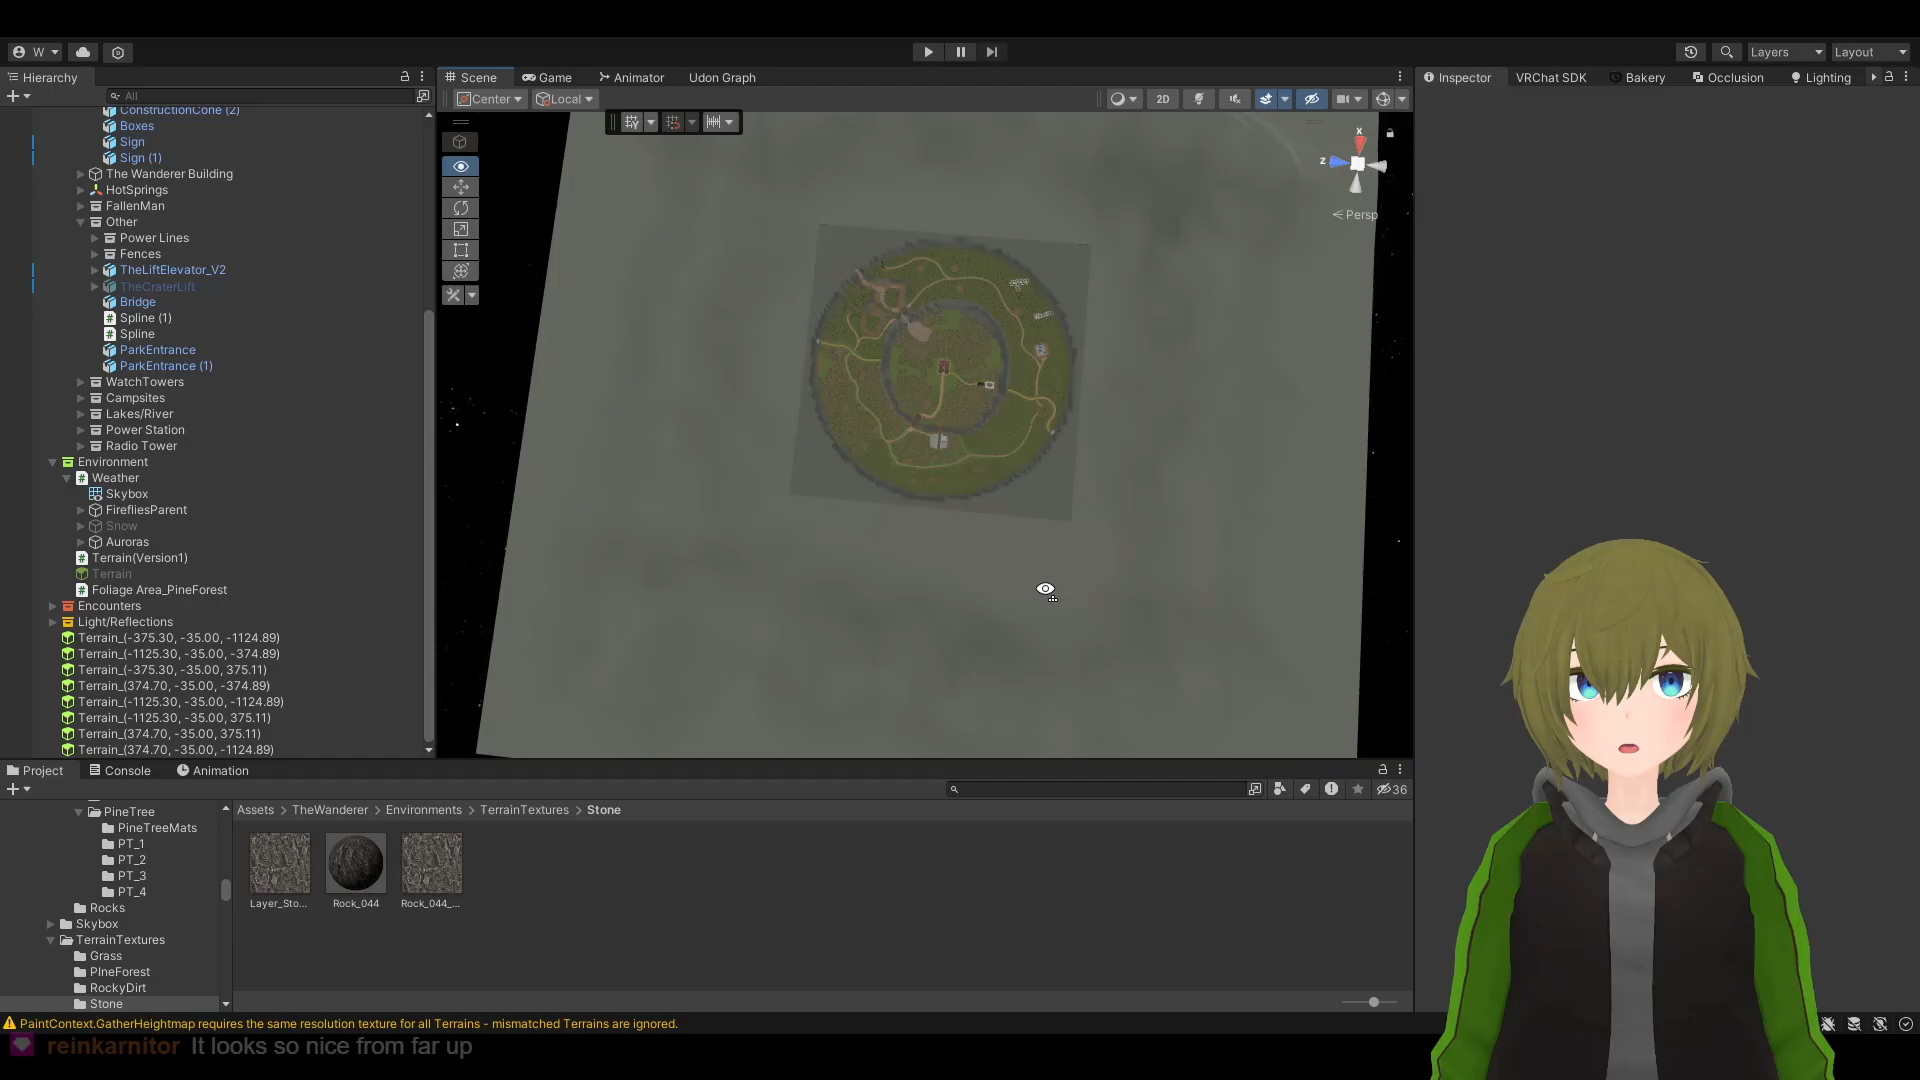 W
Layers
Layout
Hierarchy
Scene
Game
Animator
Udon Graph
Inspector
VRChat SDK
Bakery
Occlusion
Lighting
All
Center
Local
2D
ConstructionCone (2)
Boxes
Sign
Sign (1)
The Wanderer Building
HotSprings
FallenMan
Other
Power Lines
Fences
TheLiftElevator_V2
TheCraterLift
Bridge
Spline (1)
Spline
ParkEntrance
ParkEntrance (1)
WatchTowers
Campsites
Lakes/River
Power Station
Radio Tower
Environment
Weather
Skybox
FirefliesParent
Snow
Auroras
Terrain(Version1)
Terrain
Foliage Area_PineForest
Encounters
Light/Reflections
Terrain_(-375.30, -35.00, -1124.89)
Terrain_(-1125.30, -35.00, -374.89)
Terrain_(-375.30, -35.00, 375.11)
Terrain_(374.70, -35.00, -374.89)
Terrain_(-1125.30, -35.00, -1124.89)
Terrain_(-1125.30, -35.00, 375.11)
Terrain_(374.70, -35.00, 375.11)
Terrain_(374.70, -35.00, -1124.89)
x
z
< Persp
Project
Console
Animation
36
PineTree
PineTreeMats
PT_1
PT_2
PT_3
PT_4
Rocks
Skybox
TerrainTextures
Grass
PIneForest
RockyDirt
Stone
Assets > TheWanderer > Environments > TerrainTextures > Stone
Layer_Sto...
Rock_044
Rock_044_...
PaintContext.GatherHeightmap requires the same resolution texture for all Terrains - mismatched Terrains are ignored.
reinkarnitor It looks so nice from far up